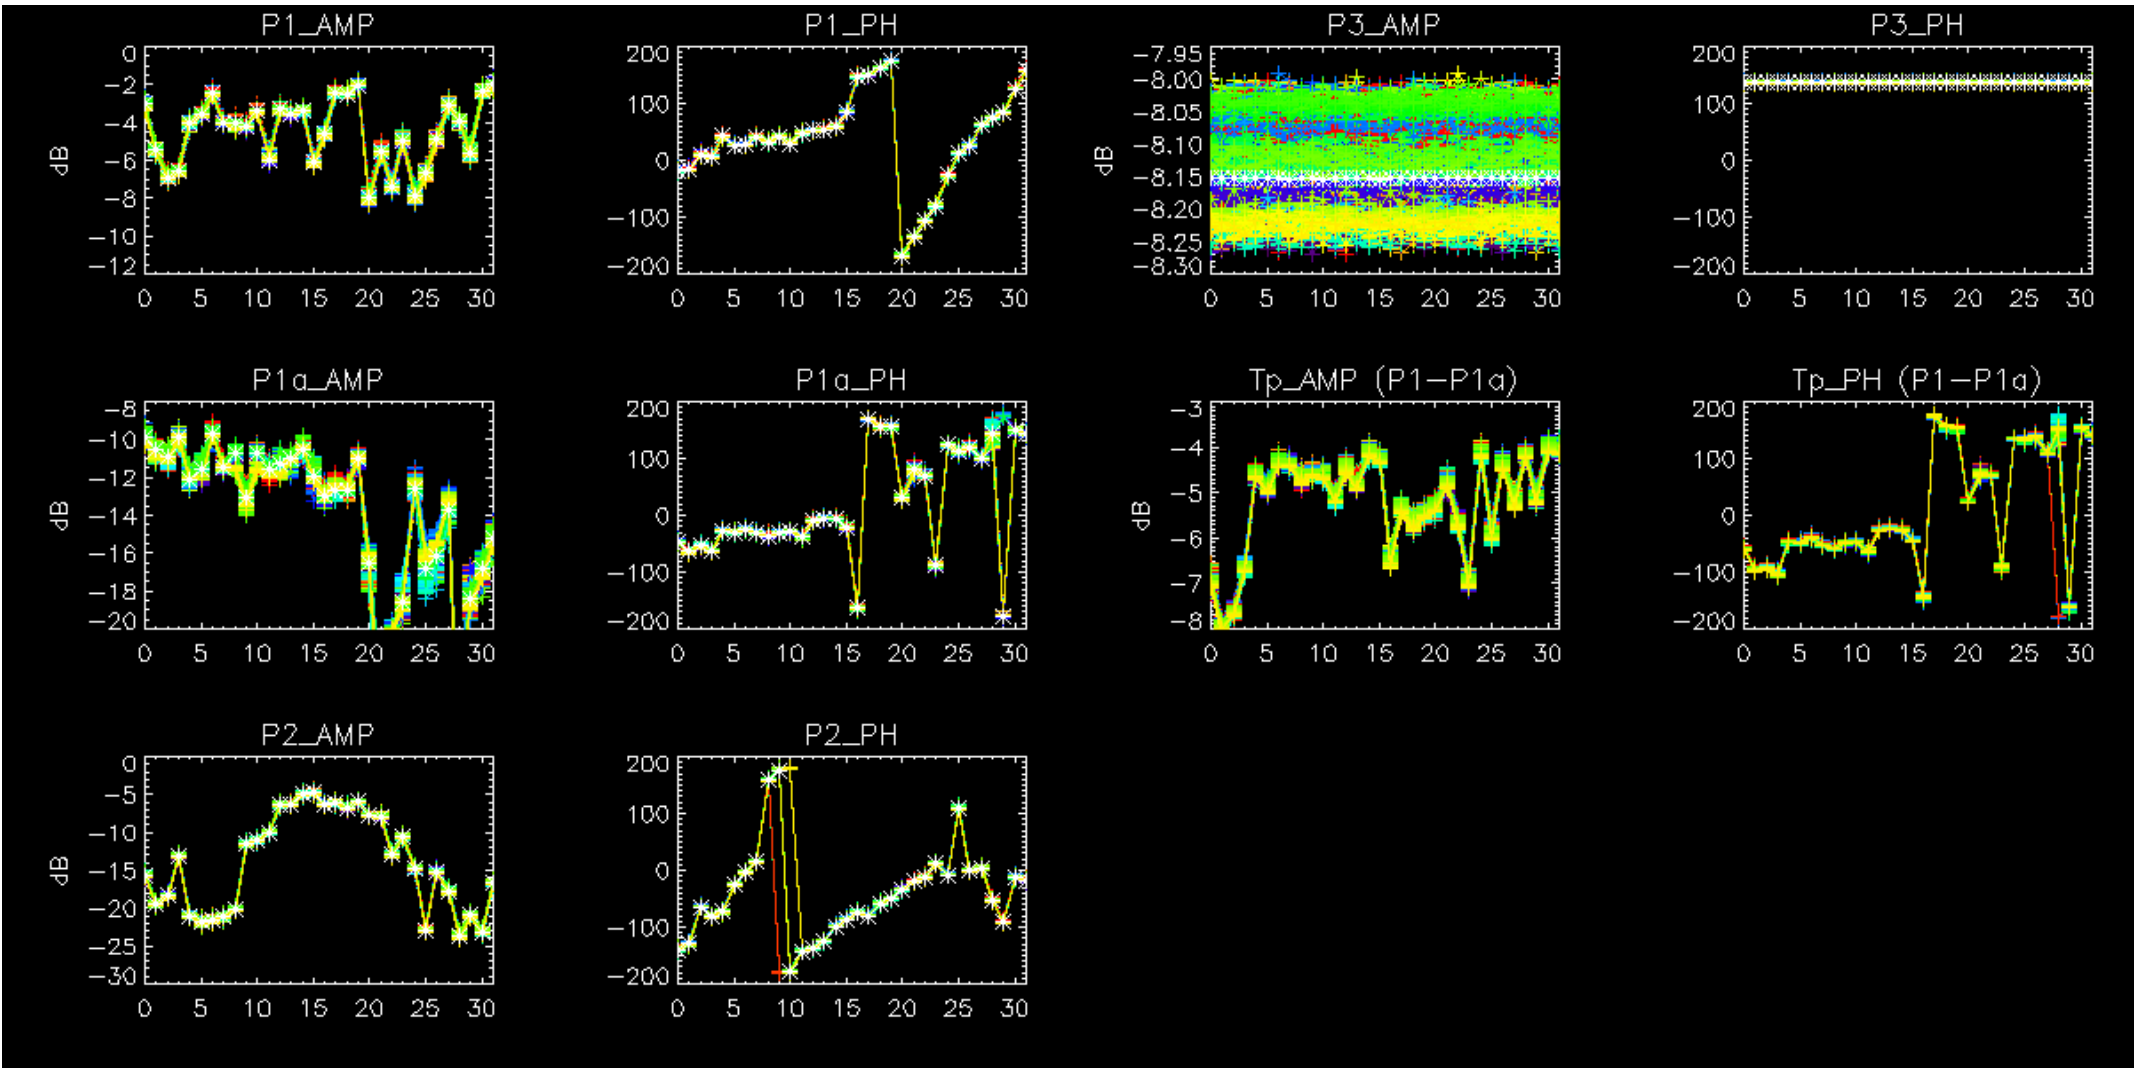 P1_AMP
0
−2
−4
−6
−8
−10
−12
dB
0 5 10 15 20 25 30
P1_PH
200
100
0
−100
−200
0 5 10 15 20 25 30
P3_AMP
−7.95
−8.00
−8.05
−8.10
−8.15
−8.20
−8.25
−8.30
dB
0 5 10 15 20 25 30
P3_PH
200
100
0
−100
−200
0 5 10 15 20 25 30
P1a_AMP
−8
−10
−12
−14
−16
−18
−20
dB
0 5 10 15 20 25 30
P1a_PH
200
100
0
−100
−200
0 5 10 15 20 25 30
Tp_AMP (P1−P1a)
−3
−4
−5
−6
−7
−8
dB
0 5 10 15 20 25 30
Tp_PH (P1−P1a)
200
100
0
−100
−200
0 5 10 15 20 25 30
P2_AMP
0
−5
−10
−15
−20
−25
−30
dB
0 5 10 15 20 25 30
P2_PH
200
100
0
−100
−200
0 5 10 15 20 25 30